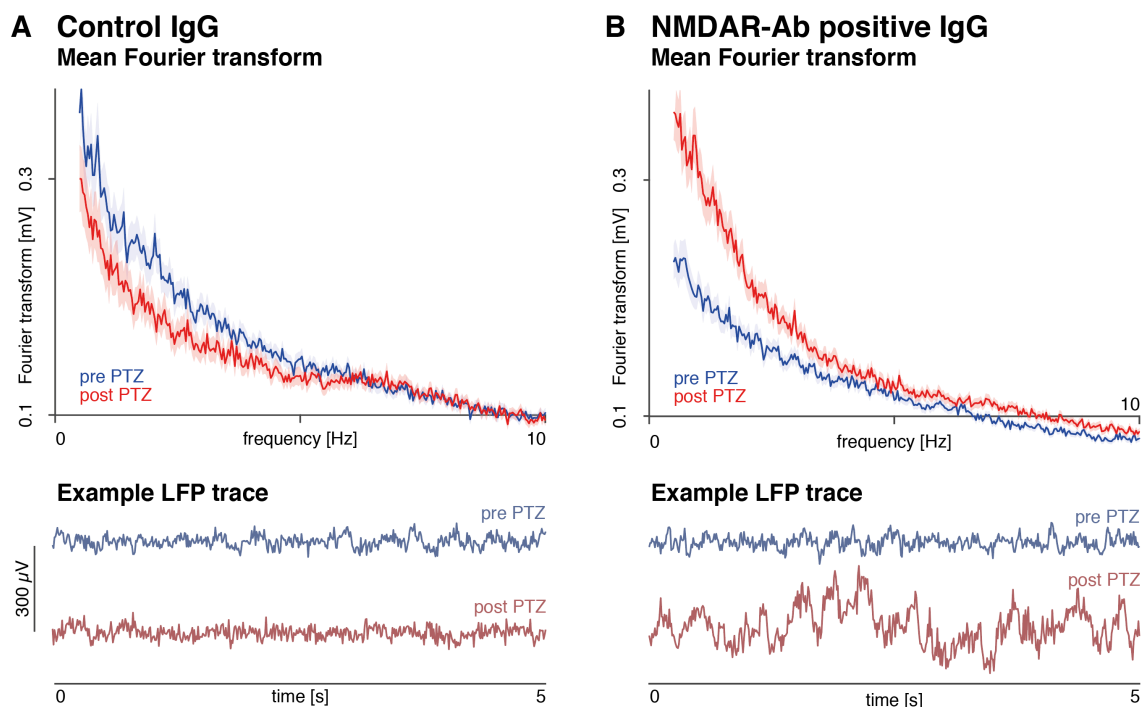 A Control IgG
Mean Fourier transform
Fourier transform [mV]
0.3
0.1
pre PTZ
post PTZ
0
frequency [Hz]
10
Example LFP trace
pre PTZ
300 µV
post PTZ
0
time [s]
5
B NMDAR-Ab positive IgG
Mean Fourier transform
Fourier transform [mV]
0.3
0.1
pre PTZ
post PTZ
10
0
frequency [Hz]
Example LFP trace
pre PTZ
post PTZ
0
time [s]
5